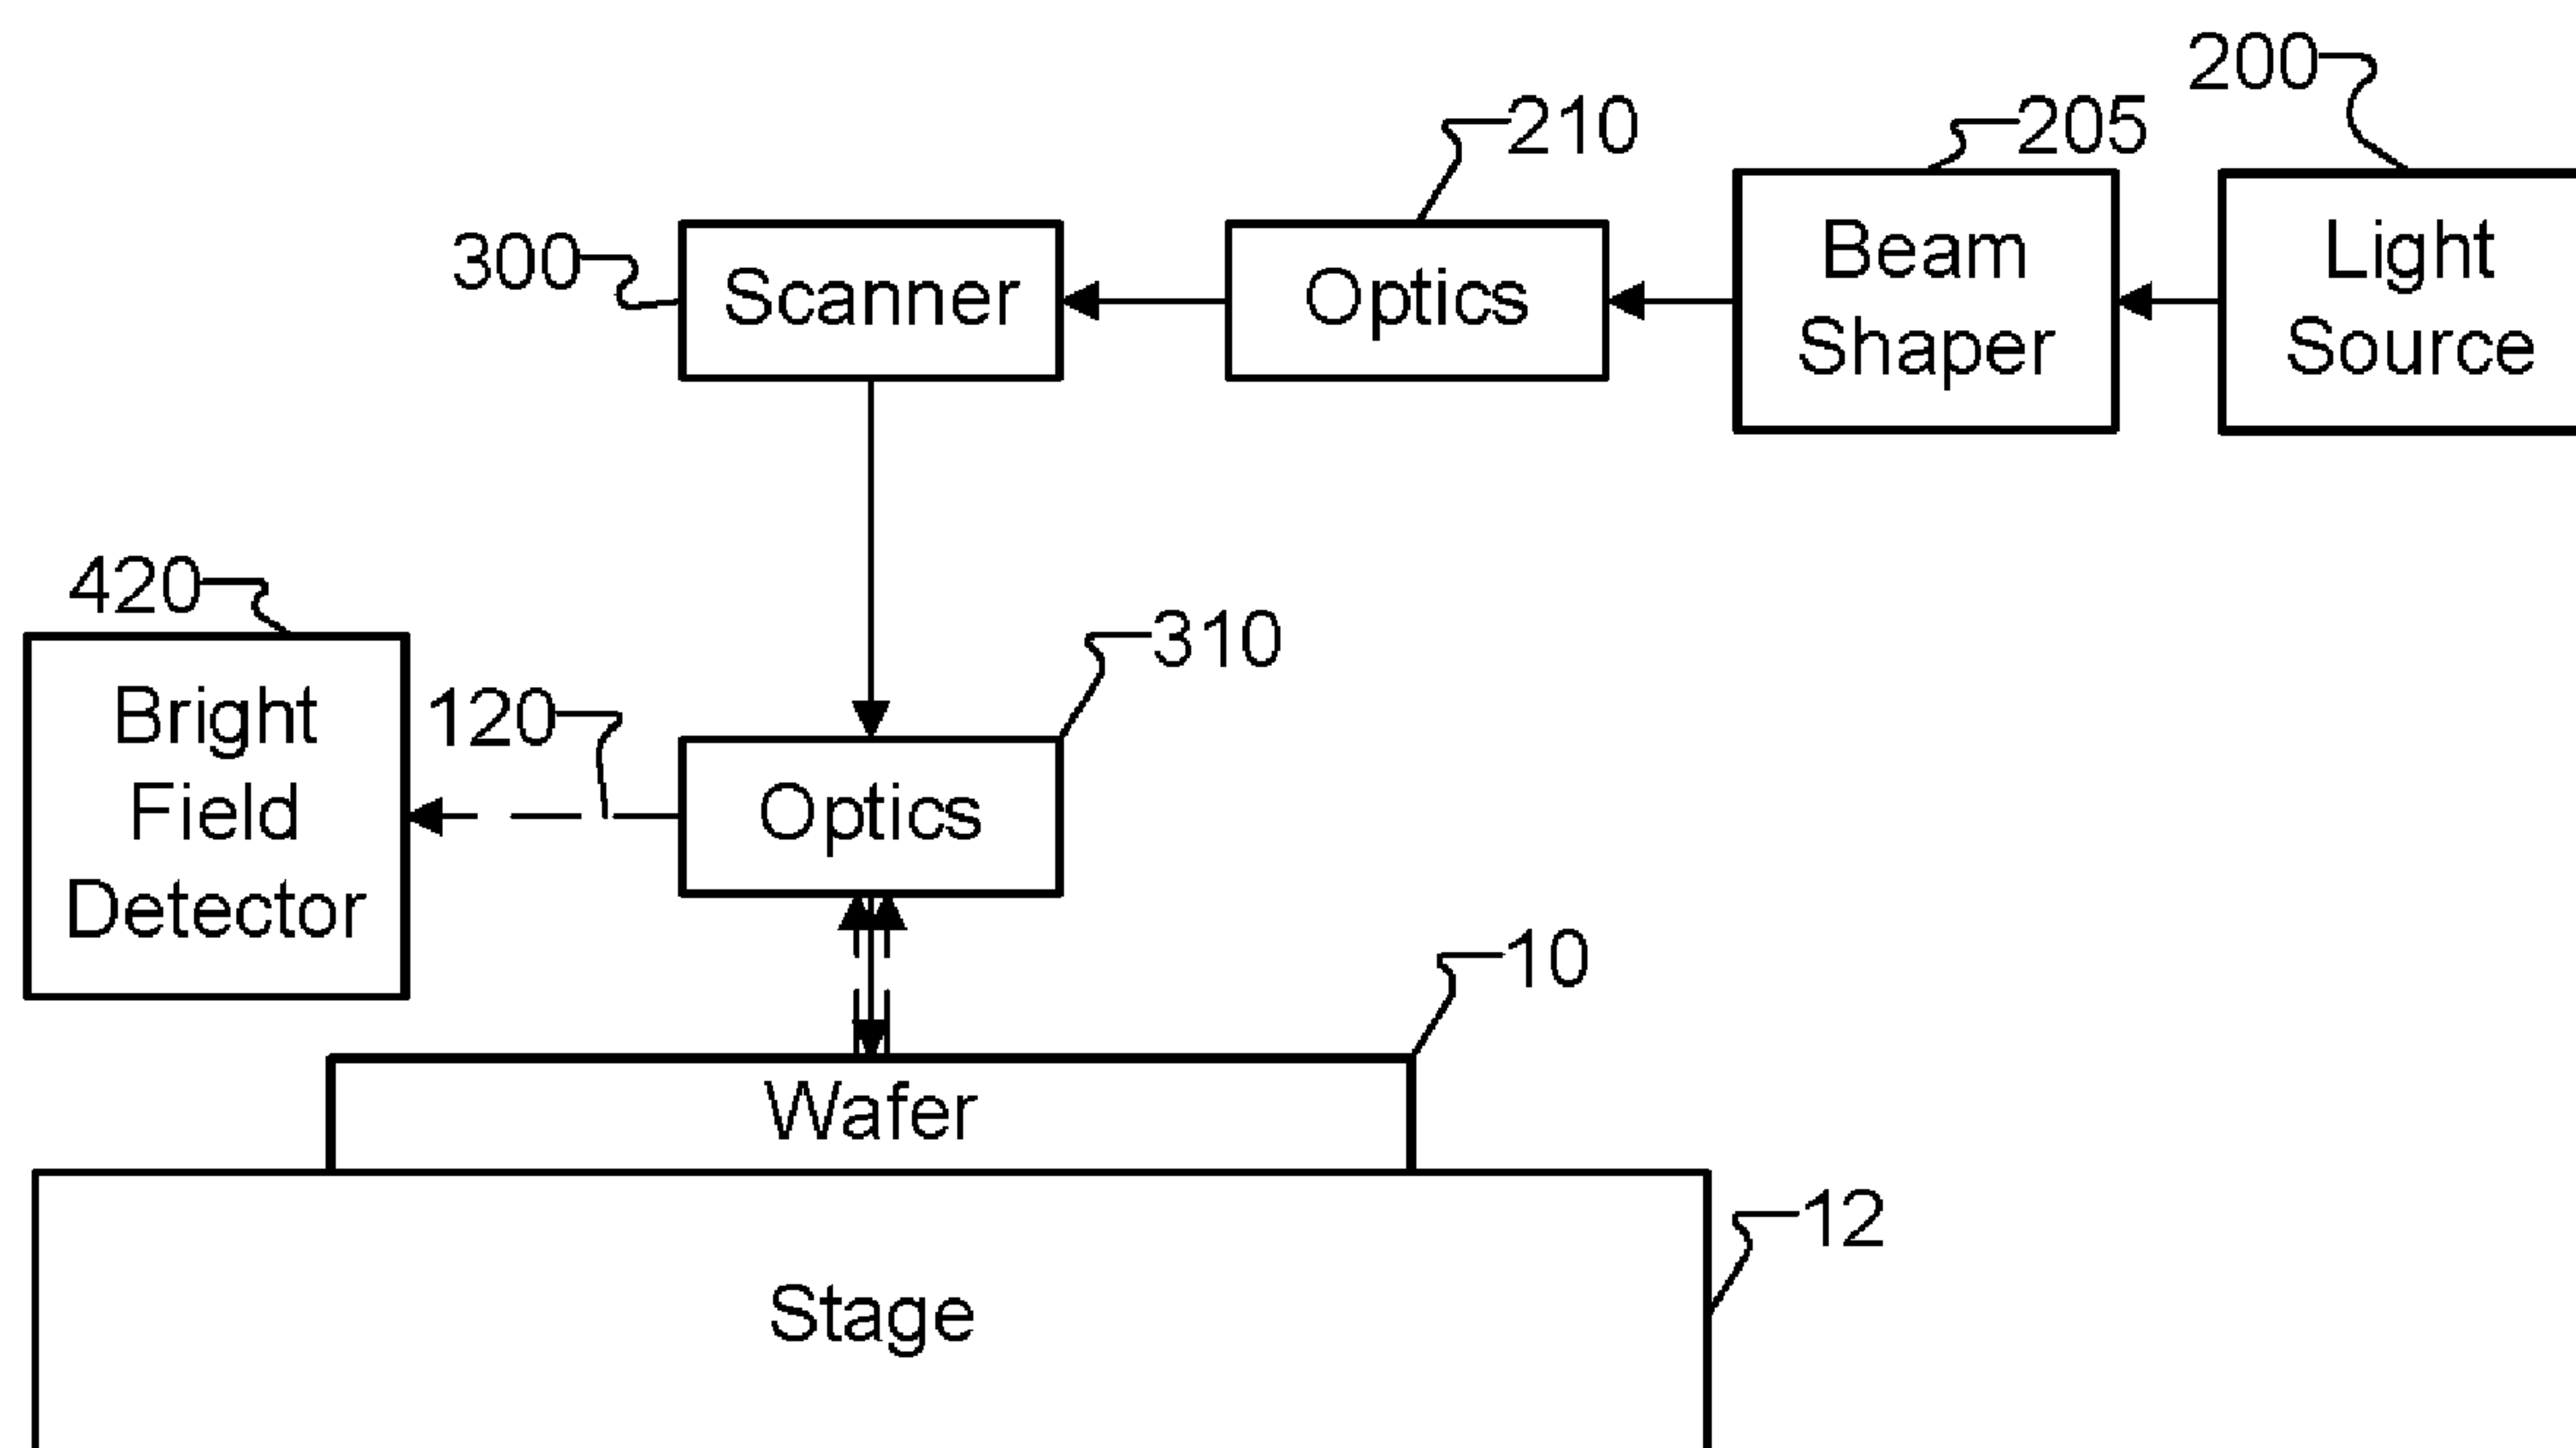 200
210
205
Beam
Shaper
Light
Source
300
Scanner
Optics
420
310
Bright
Field
Detector
120
Optics
10
Wafer
12
Stage